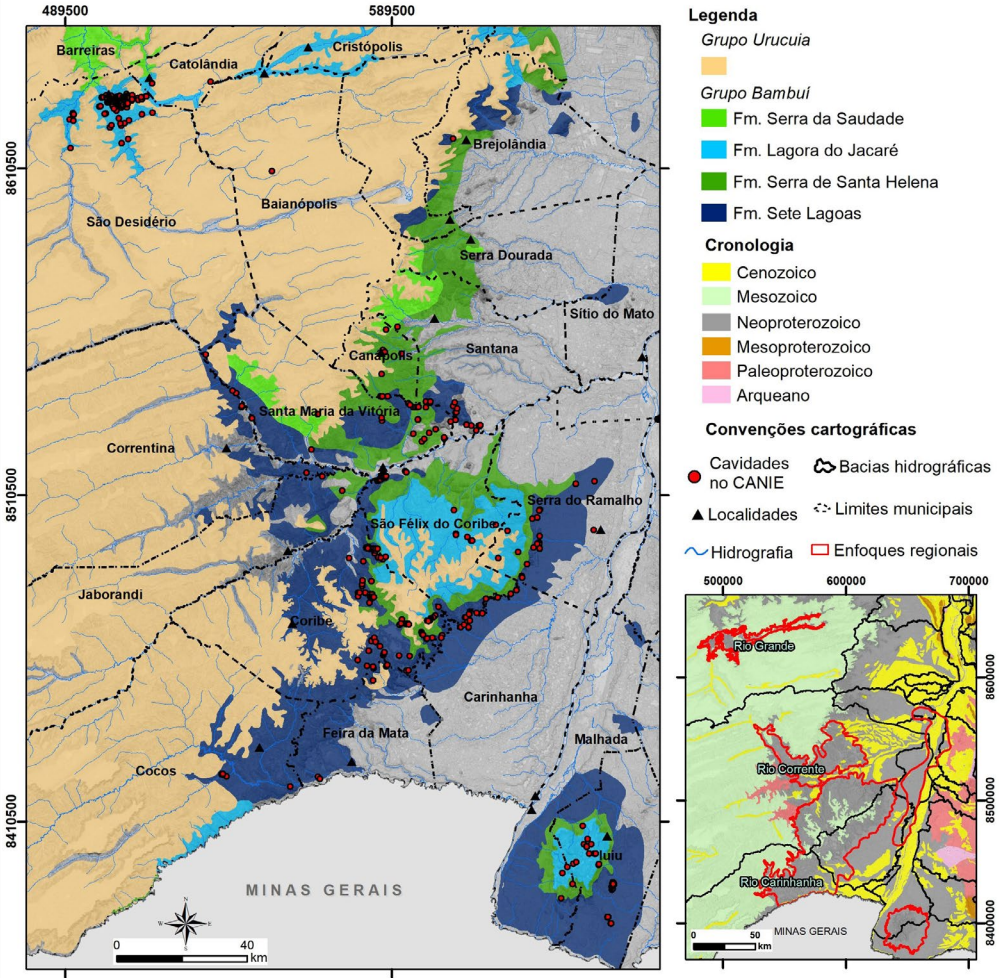 489500
589500
Barreiras
Cristópolis
Catolândia
Brejolândia
8610500
Baianópolis
São Desidério
Serra Dourada
Sítio do Mato
Santana
Canápolis
Santa Maria da Vitória
Correntina
8510500
Serra do Ramalho
São Félix do Coribe
Jaborandi
Coribe
Carinhanha
Feira da Mata
Malhada
Cocos
8410500
Iuiu
MINAS GERAIS
N
W E
S
0 40
km
Legenda
Grupo Urucuia
Grupo Bambuí
Fm. Serra da Saudade
Fm. Lagora do Jacaré
Fm. Serra de Santa Helena
Fm. Sete Lagoas
Cronologia
Cenozoico
Mesozoico
Neoproterozoico
Mesoproterozoico
Paleoproterozoico
Arqueano
Convenções cartográficas
Cavidades
no CANIE
Bacias hidrográficas
Localidades
Limites municipais
Hidrografia
Enfoques regionais
500000 600000 700000
Rio Grande
8600000
Rio Corrente
8500000
Rio Carinhanha
8400000
MINAS GERAIS
0 50
km